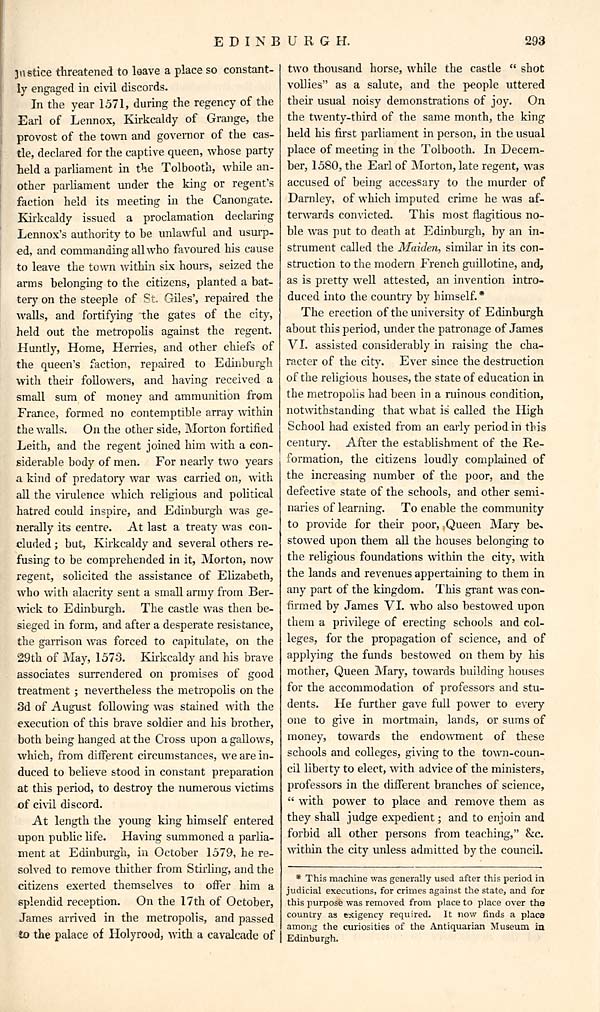 EDINBURGH. 293
justice threatened to leave a place so constant-
ly engaged in civil discords.
In the year 1571, during the regency of the
Earl of Lennox, Kirkcaldy of Grange, the
provost of the town and governor of the cas-
tle, declared for the captive queen, whose party
held a parliament in the Tolbooth, while an-
other parliament under the king or regent's
faction held its meeting in the Canongate.
Kirkcaldy issued a proclamation declaring
Lennox's authority to be unlawful and usurp-
ed, and commanding all who favoured his cause
to leave the town within six hours, seized the
arms belonging to the citizens, planted a bat-
tery on the steeple of St. Giles', repaired the
walls, and fortifying the gates of the city,
held out the metropolis against the regent.
Huntly, Home, Herries, and other chiefs of
the queen's faction, repaired to Edinburgh
with their followers, and having received a
small sum of money and ammunition from
France, formed no contemptible array within
the walls. On the other side, Morton fortified
Leith, and the regent joined him with a con-
siderable body of men. For nearly two years
a kind of predatory war was carried on, with
all the virulence which religious and political
hatred could inspire, and Edinburgh was ge-
nerally its centre. At last a treaty was con-
cluded; but, Kirkcaldy and several others re-
fusing to be comprehended in it, Morton, now
regent, solicited the assistance of Elizabeth,
who with alacrity sent a small army from Ber-
wick to Edinburgh. The castle was then be-
sieged in form, and after a desperate resistance,
the garrison was forced to capitulate, on the
29th of May, 1573. Kirkcaldy and his brave
associates surrendered on promises of good
treatment; nevertheless the metropolis on the
3d of August following was stained with the
execution of this brave soldier and his brother,
both being hanged at the Cross upon a gallows,
which, from different circumstances, we are in-
duced to believe stood in constant preparation
at this period, to destroy the numerous victims
of civil discord.
At length the young king himself entered
upon public life. Having summoned a parlia-
ment at Edinburgh, in October 1579, he re-
solved to remove thither from Stirling, and the
citizens exerted themselves to offer him a
splendid reception. On the 17th of October,
James arrived in the metropolis, and passed
to the palace of Holyrood, with a cavalcade of
two thousand horse, while the castle " shot
vollies" as a salute, and the people uttered
their usual noisy demonstrations of joy. On
the twenty-third of the same month, the king
held his first parliament in person, in the usual
place of meeting in the Tolbooth. In Decem-
ber, 1580, the Earl of Morton, late regent, was
accused of being accessary to the murder of
Darnley, of which imputed crime he was af-
terwards convicted. This most flagitious no-
ble was put to death at Edinburgh, by an in-
strument called the Maiden, similar in its con-
struction to the modern French guillotine, and,
as is pretty well attested, an invention intro-
duced into the country by himself.*
The erection of the university of Edinburgh
about this period, under the patronage of James
VI. assisted considerably in raising the cha-
racter of the city. Ever since the destruction
of the religious houses, the state of education in
the metropolis had been in a ruinous condition,
notwithstanding that what is called the High
School had existed from an early period in this
century. After the establishment of the Re-
formation, the citizens loudly complained of
the increasing number of the poor, and the
defective state of the schools, and other semi-
naries of learning. To enable the community
to provide for their poor, Queen Mary be-
stowed upon them all the houses belonging to
the religious foundations within the city, with
the lands and revenues appertaining to them in
any part of the kingdom. This grant was con-
firmed by James VI. who also bestowed upon
them a privilege of erecting schools and col-
leges, for the propagation of science, and of
applying the funds bestowed on them by his
mother, Queen Mary, towards building houses
for the accommodation of professors and stu-
dents. He further gave full power to every
one to give in mortmain, lands, or sums of
money, towards the endowment of these
schools and colleges, giving to the town-coun-
cil liberty to elect, with advice of the ministers,
professors in the different branches of science,
" with power to place and remove them as
they shall judge expedient; and to enjoin and
forbid all other persons from teaching," &c.
within the city unless admitted by the council.
* This machine was generally used after this period in
judicial executions, for crimes against the state, and for
this purpose was removed from place to place over the
country as exigency required. It now finds a place
among the curiosities of the Antiquarian Museum in
Edinburgh.